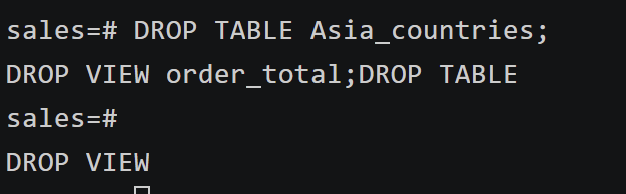 sales=# DROP TABLE Asia_countries;
DROP VIEW order_total;DROP TABLE
sales=#
DROP VIEW